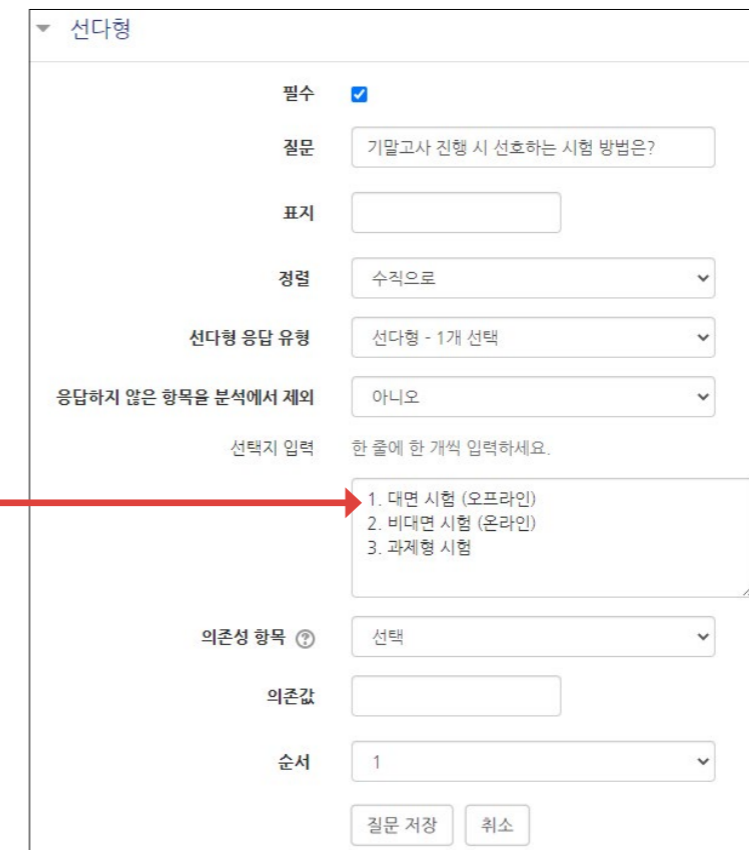 선다형
필수
질문 기말고사 진행 시 선호하는 시험 방법은?
표지
정렬 수직으로
선다형 응답 유형 선다형 - 1개 선택
응답하지 않은 항목을 분석에서 제외 아니오
선택지 입력 한 줄에 한 개씩 입력하세요.
1. 대면 시험 (오프라인)
2. 비대면 시험 (온라인)
3. 과제형 시험
의존성 항목 ? 선택
의존값
순서 1
질문 저장 취소